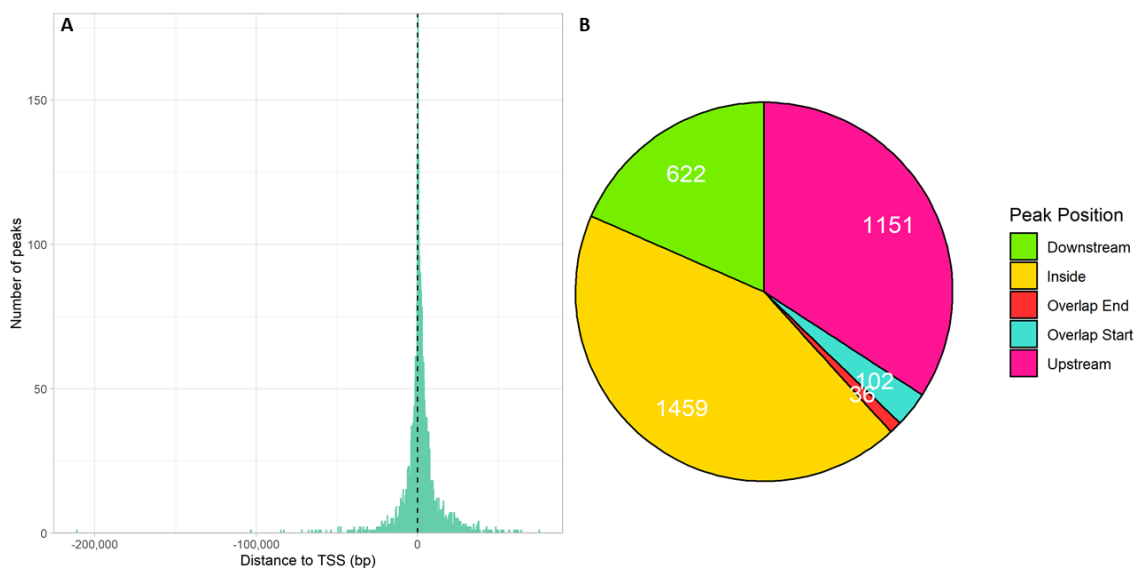 A
B
Number of peaks
150
100
50
0
-200,000
-100,000
0
Distance to TSS (bp)
622
1151
1459
102
36
Peak Position
Downstream
Inside
Overlap End
Overlap Start
Upstream